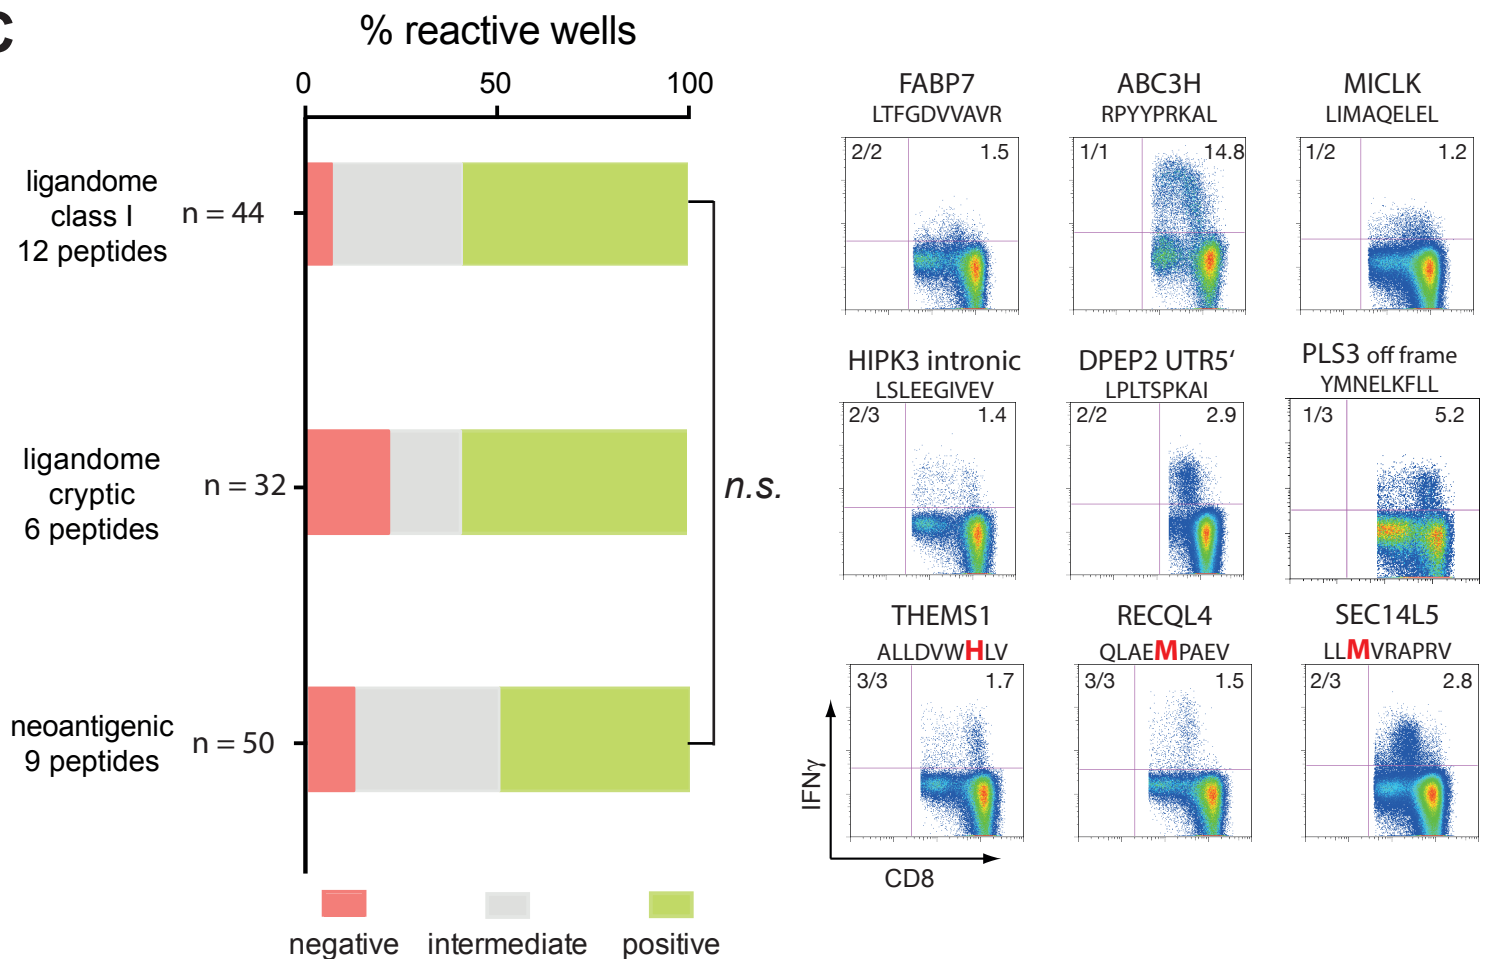 C
% reactive wells
0 50 100
ligandome
class I
12 peptides
n = 44
ligandome
cryptic
6 peptides
n = 32
neoantigenic
9 peptides
n = 50
n.s.
negative intermediate positive
FABP7
LTFGDVVAVR
2/2 1.5
ABC3H
RPYYPRKAL
1/1 14.8
MICLK
LIMAQELEL
1/2 1.2
HIPK3 intronic
LSLEEGIVEV
2/3 1.4
DPEP2 UTR5‘
LPLTSPKAI
2/2 2.9
PLS3 off frame
YMNELKFLL
1/3 5.2
THEMS1
ALLDVWHLV
3/3 1.7
RECQL4
QLAEMPAEV
3/3 1.5
SEC14L5
LLMVRAPRV
2/3 2.8
IFNγ
CD8